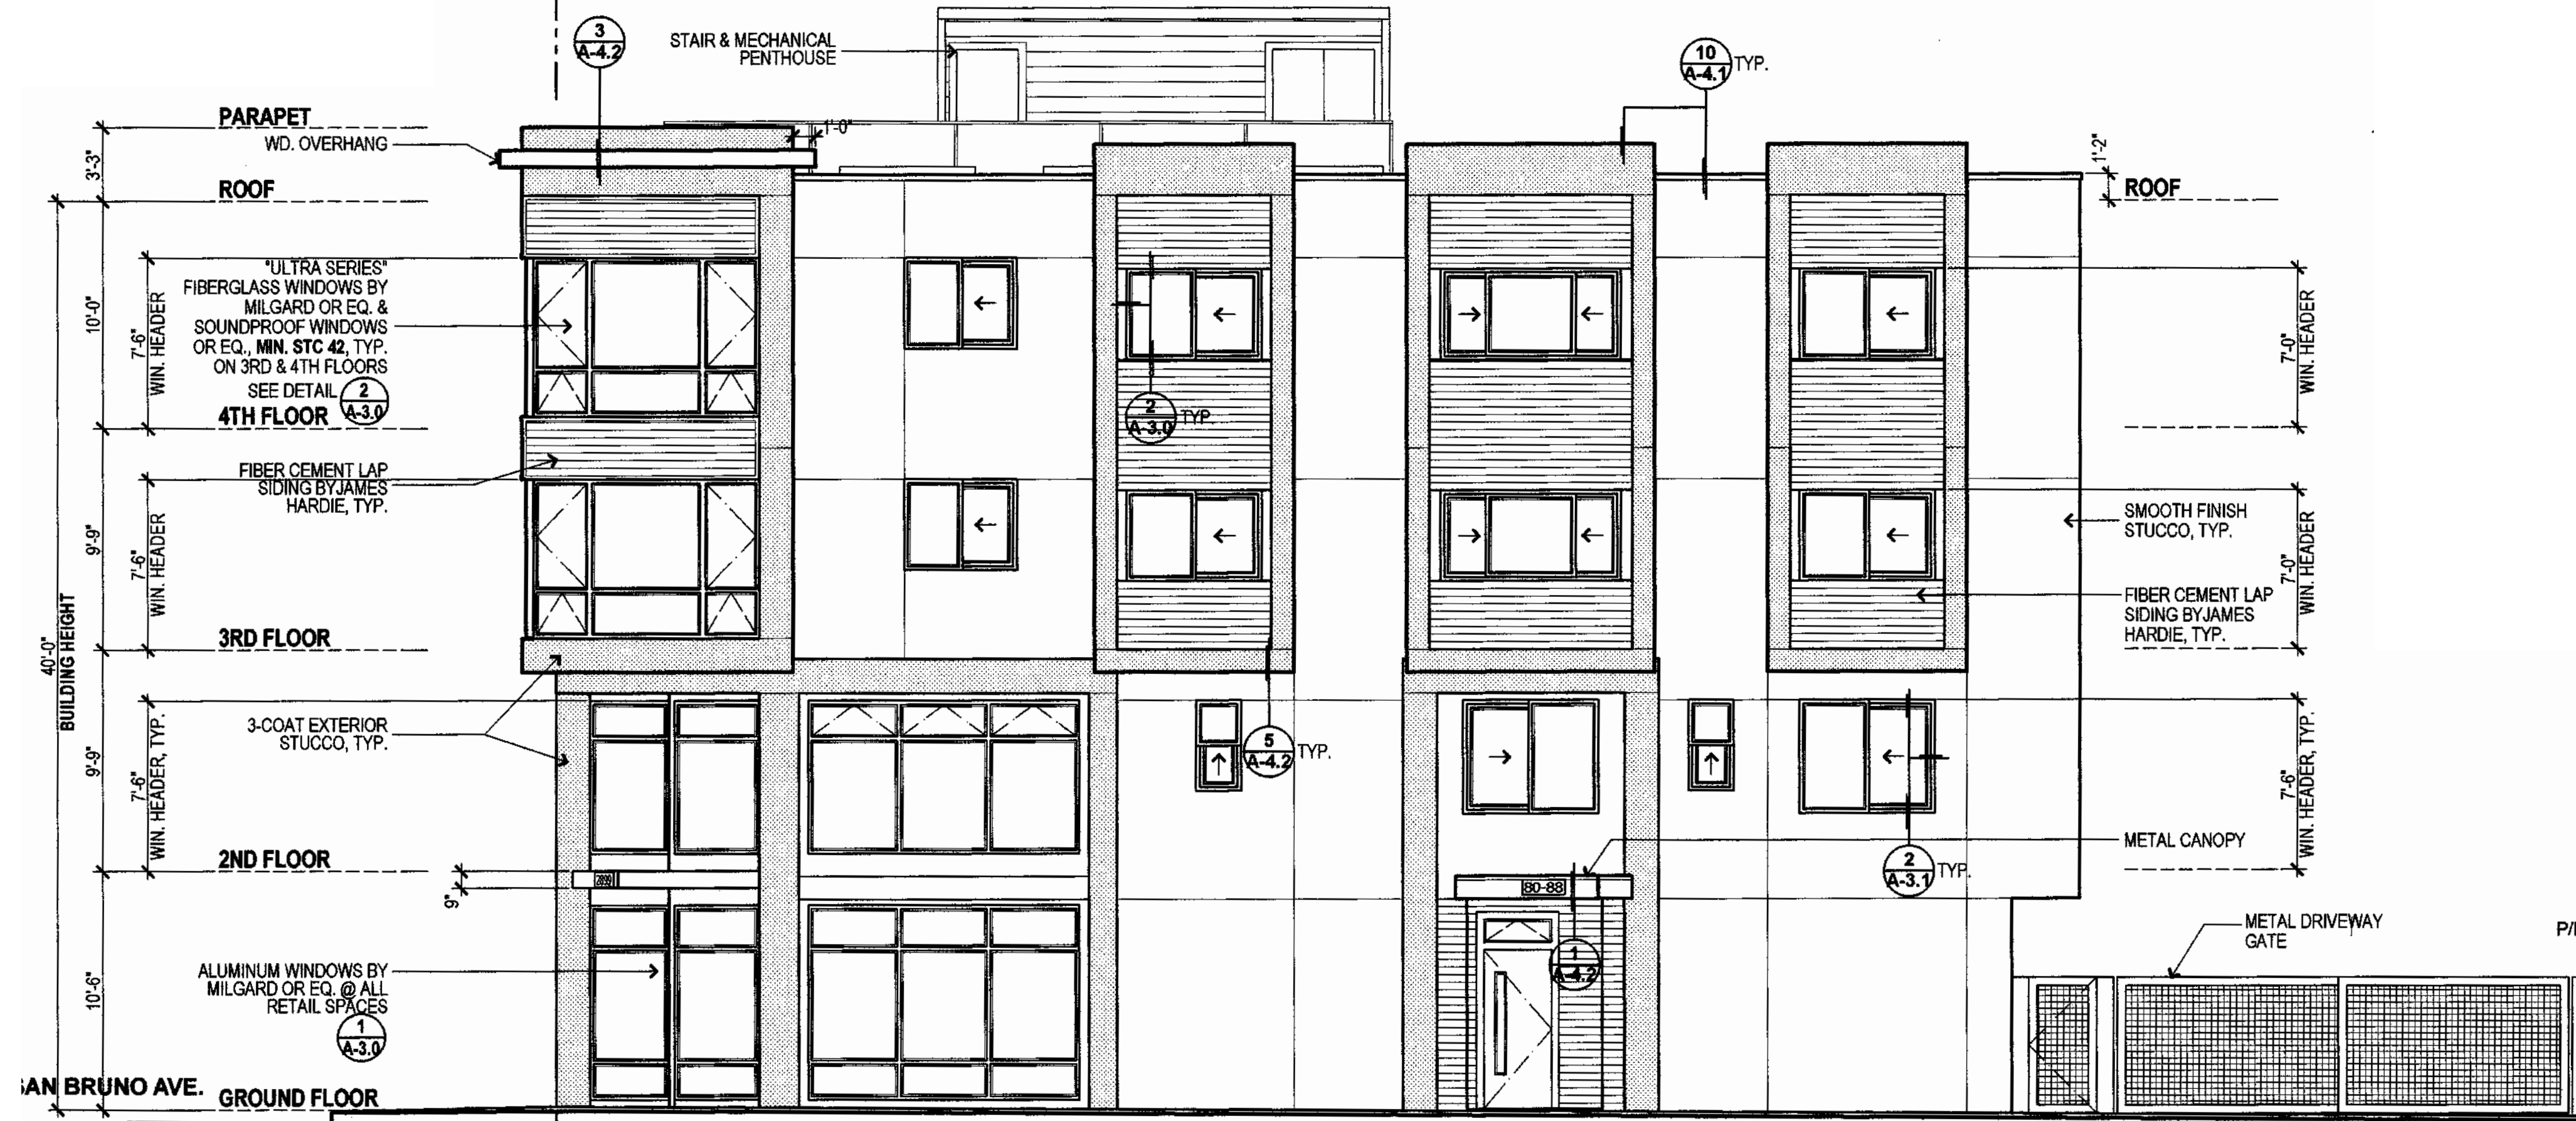 3
A-4.2
STAIR & MECHANICAL
PENTHOUSE
10
A-4.1
TYP.
PARAPET
WD. OVERHANG
1'-0"
3'-3"
1'-2"
ROOF
ROOF
"ULTRA SERIES"
FIBERGLASS WINDOWS BY
MILGARD OR EQ. &
SOUNDPROOF WINDOWS
OR EQ., MIN. STC 42, TYP.
ON 3RD & 4TH FLOORS
SEE DETAIL
2
A-3.0
10'-0"
7'-6"
WIN. HEADER
7'-0"
WIN. HEADER
2
A-3.0
TYP.
4TH FLOOR
FIBER CEMENT LAP
SIDING BYJAMES
HARDIE, TYP.
9'-9"
7'-6"
WIN. HEADER
SMOOTH FINISH
STUCCO, TYP.
7'-0"
WIN. HEADER
FIBER CEMENT LAP
SIDING BYJAMES
HARDIE, TYP.
40'-0"
BUILDING HEIGHT
3RD FLOOR
3-COAT EXTERIOR
STUCCO, TYP.
9'-9"
7'-6"
WIN. HEADER, TYP.
5
A-4.2
TYP.
7'-6"
WIN. HEADER, TYP.
METAL CANOPY
2ND FLOOR
2899
80-88
2
A-3.1
TYP.
9"
METAL DRIVEWAY
GATE
ALUMINUM WINDOWS BY
MILGARD OR EQ. @ ALL
RETAIL SPACES
1
A-3.0
1
A-4.2
10'-6"
SAN BRUNO AVE.
GROUND FLOOR